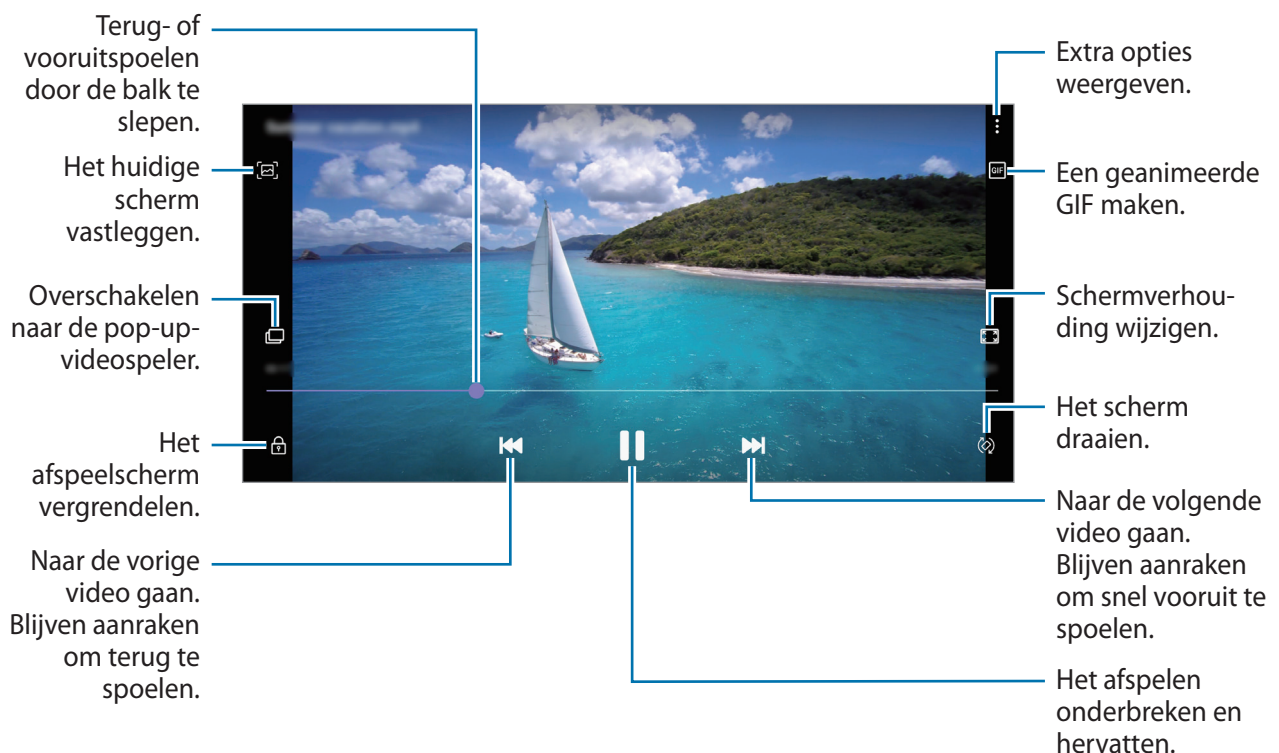 Terug- of
vooruitspoelen
door de balk te
slepen.
Het huidige
scherm
vastleggen.
Overschakelen
naar de pop-up-
videospeler.
Het
afspeelscherm
vergrendelen.
Naar de vorige
video gaan.
Blijven aanraken
om terug te
spoelen.
Extra opties
weergeven.
GIF
Een geanimeerde
GIF maken.
Schermverhou-
ding wijzigen.
Het scherm
draaien.
Naar de volgende
video gaan.
Blijven aanraken
om snel vooruit te
spoelen.
Het afspelen
onderbreken en
hervatten.